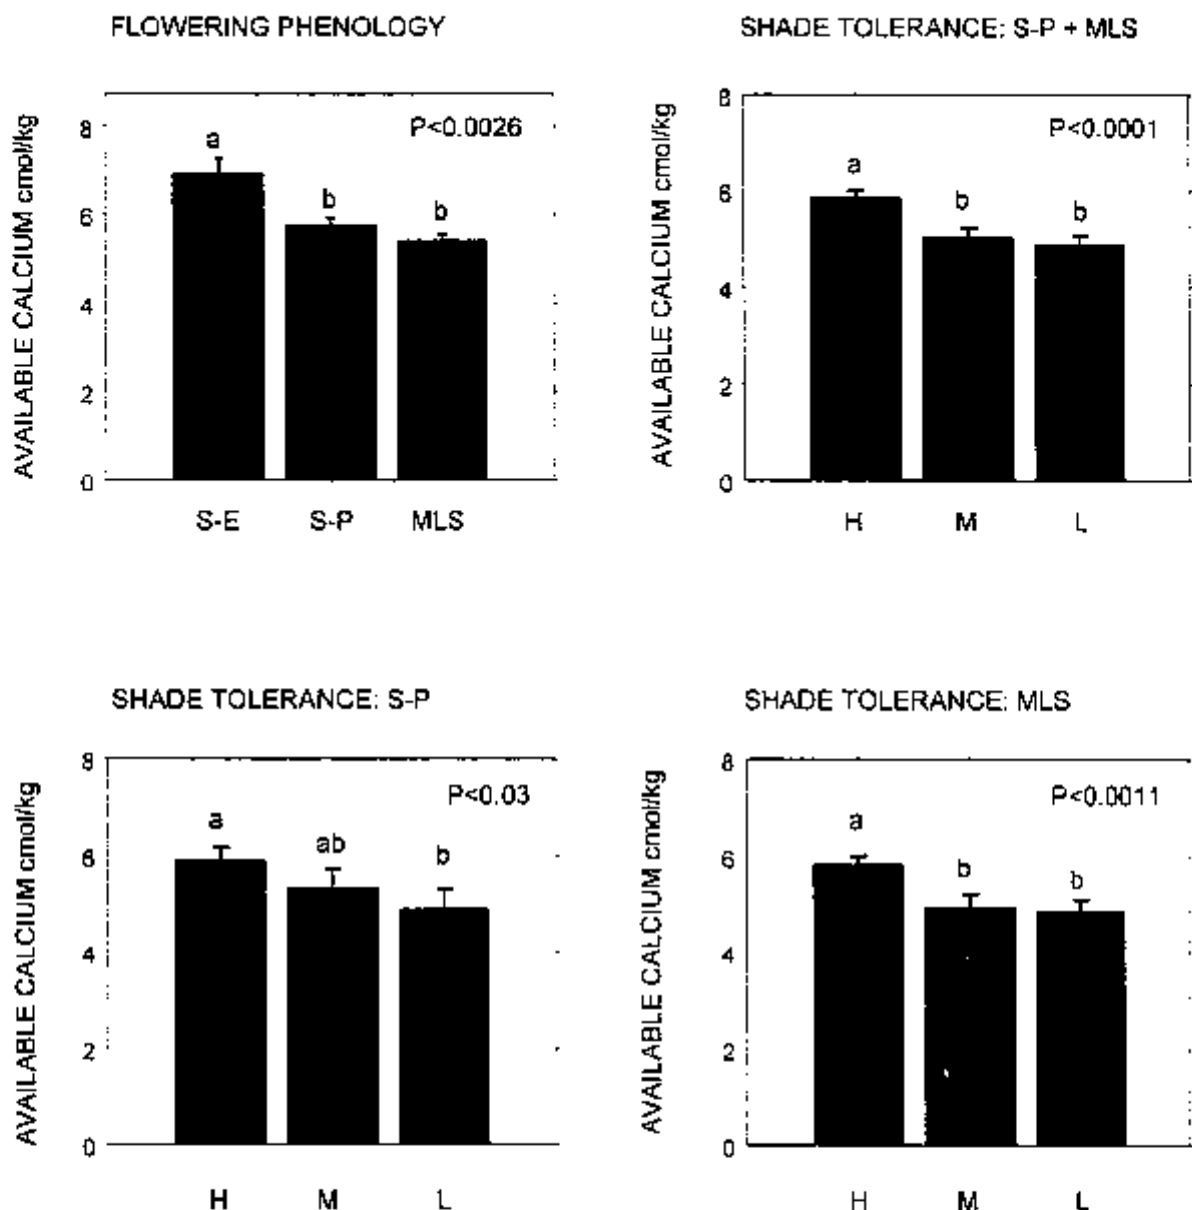 FLOWERING PHENOLOGY
AVAILABLE CALCIUM cmol/kg
8
6
4
2
0
P<0.0026
a
b
b
S-E S-P MLS
SHADE TOLERANCE: S-P + MLS
AVAILABLE CALCIUM cmol/kg
8
6
4
2
0
P<0.0001
a
b
b
H M L
SHADE TOLERANCE: S-P
AVAILABLE CALCIUM cmol/kg
8
6
4
2
0
P<0.03
a
ab
b
H M L
SHADE TOLERANCE: MLS
AVAILABLE CALCIUM cmol/kg
8
6
4
2
0
P<0.0011
a
b
b
H M L